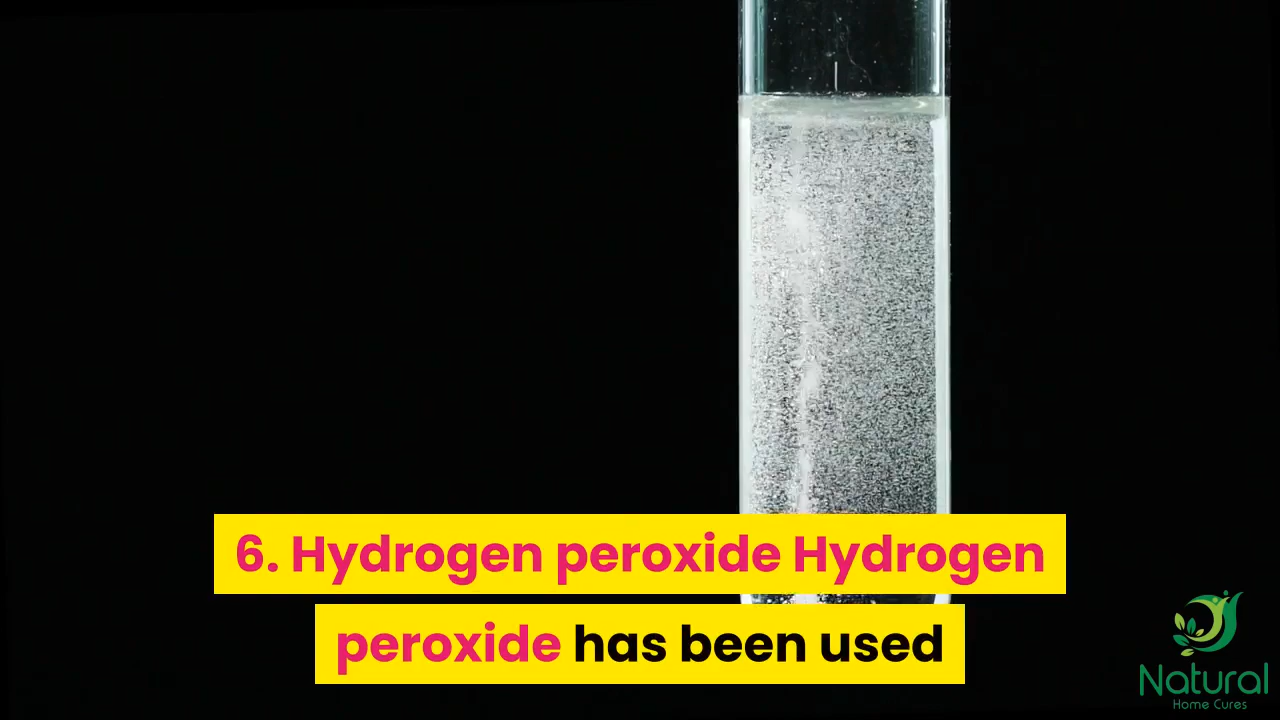 6. Hydrogen peroxide Hydrogen
peroxide has been used
Natural
Home Cures